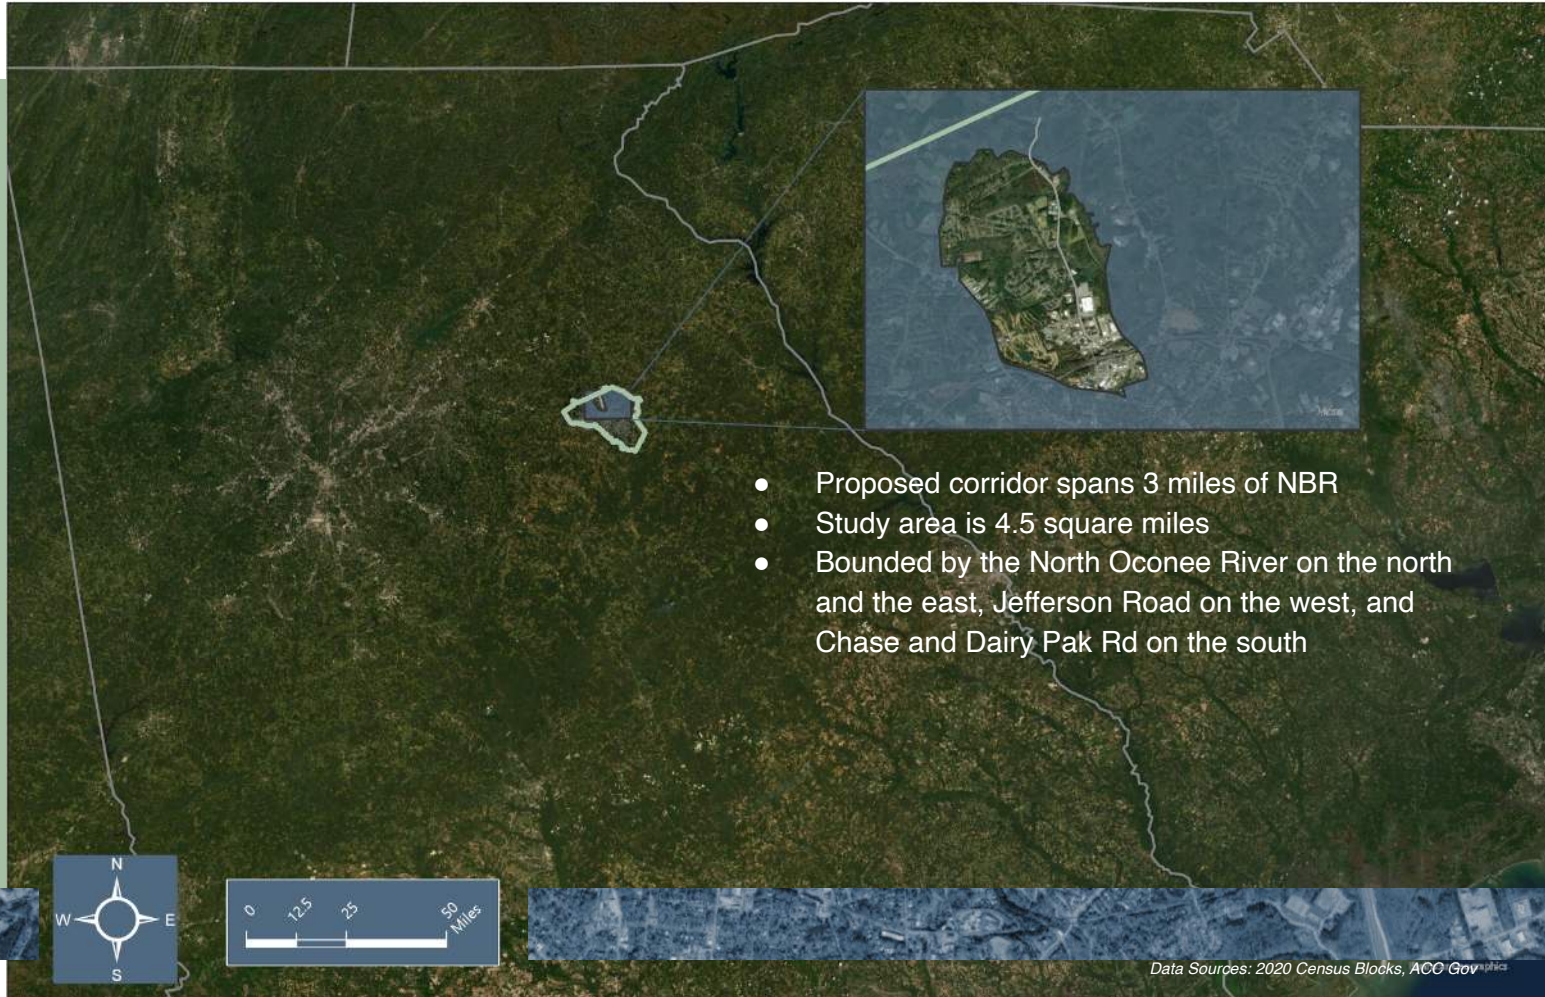 ● Proposed corridor spans 3 miles of NBR
● Study area is 4.5 square miles
● Bounded by the North Oconee River on the north
and the east, Jefferson Road on the west, and
Chase and Dairy Pak Rd on the south
N
W E
S
0 12.5 25 50
Miles
Data Sources: 2020 Census Blocks, ACC Gov